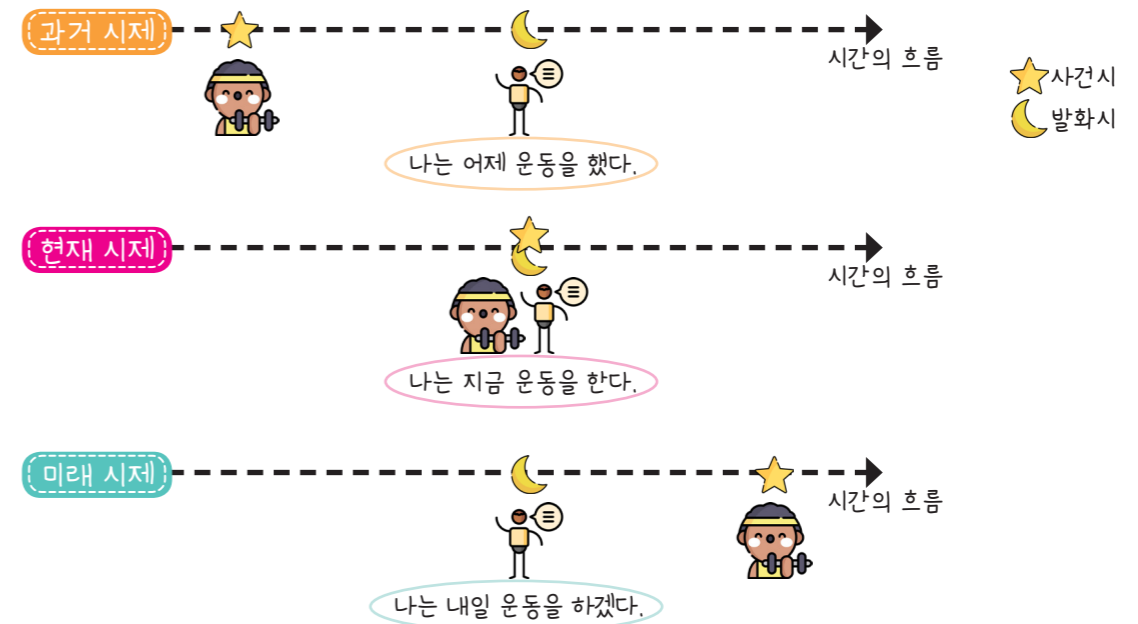 과거 시제
시간의 흐름
사건시
발화시
나는 어제 운동을 했다.
현재 시제
시간의 흐름
나는 지금 운동을 한다.
미래 시제
시간의 흐름
나는 내일 운동을 하겠다.